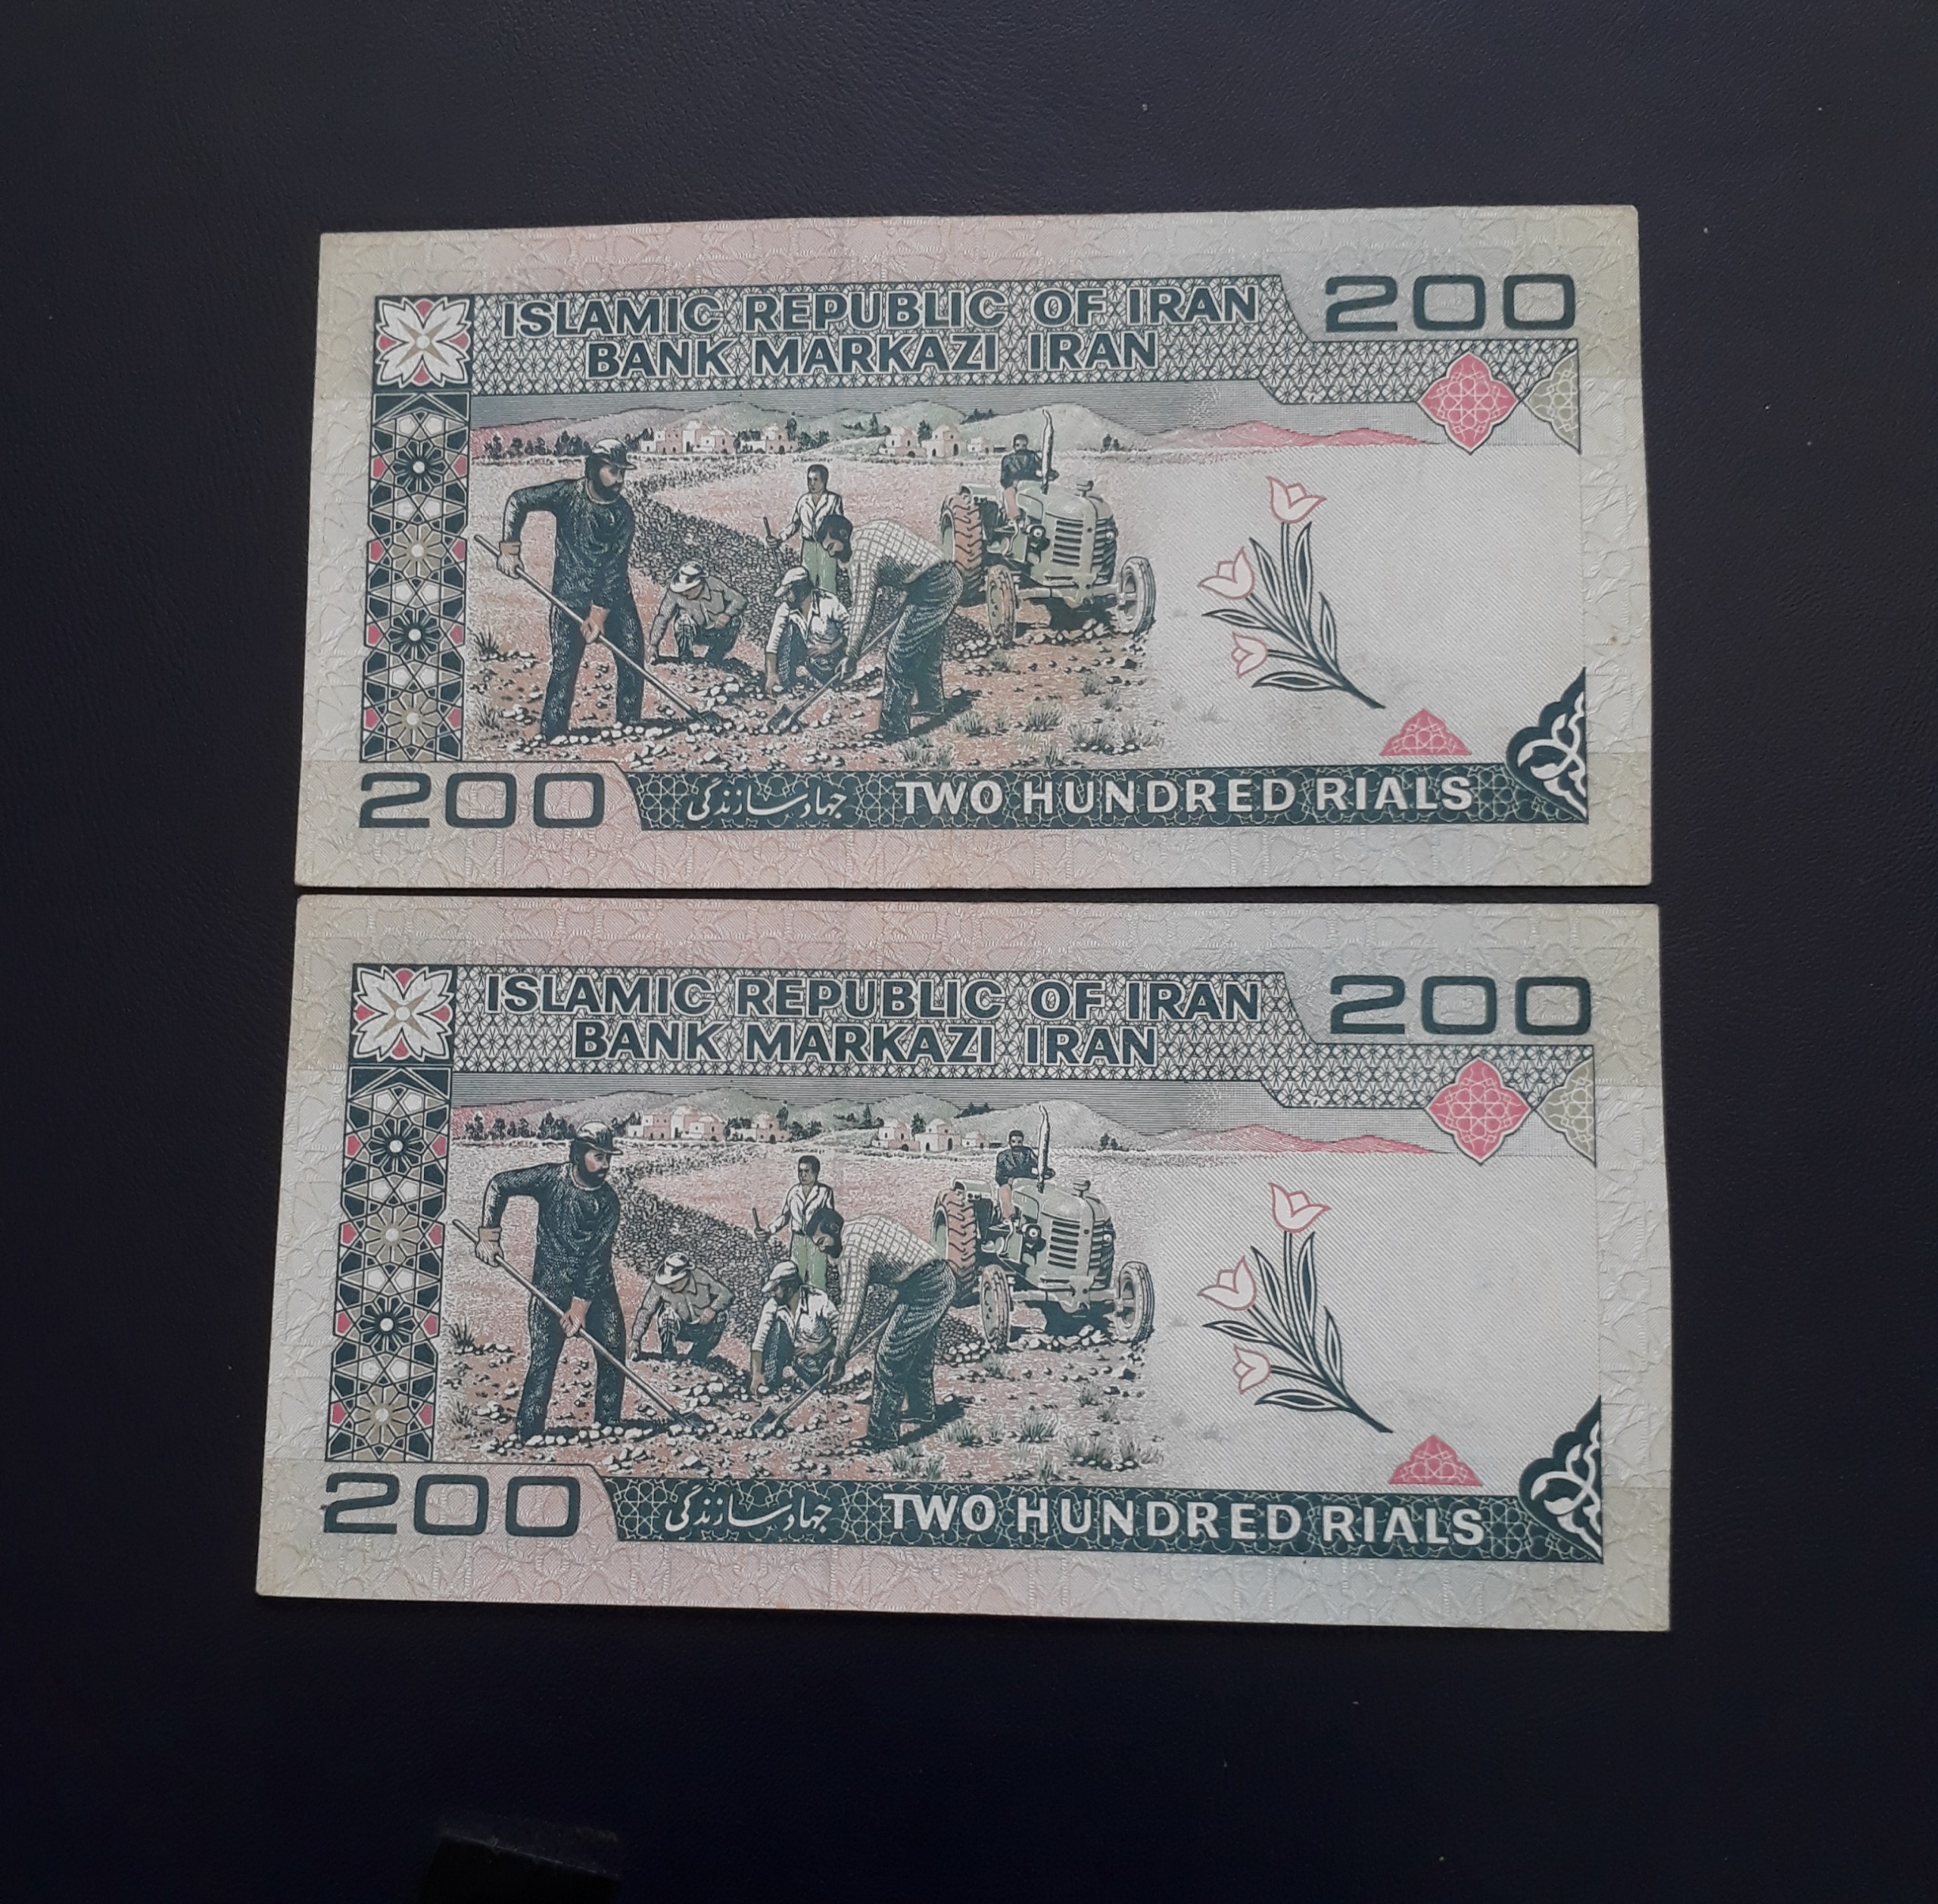 ISLAMIC REPUBLIC OF IRAN
200
BANK MARKAZI IRAN
200
جهاد سازندگی
TWO HUNDRED RIALS
ISLAMIC REPUBLIC OF IRAN
200
BANK MARKAZI IRAN
200
جهاد سازندگی
TWO HUNDRED RIALS